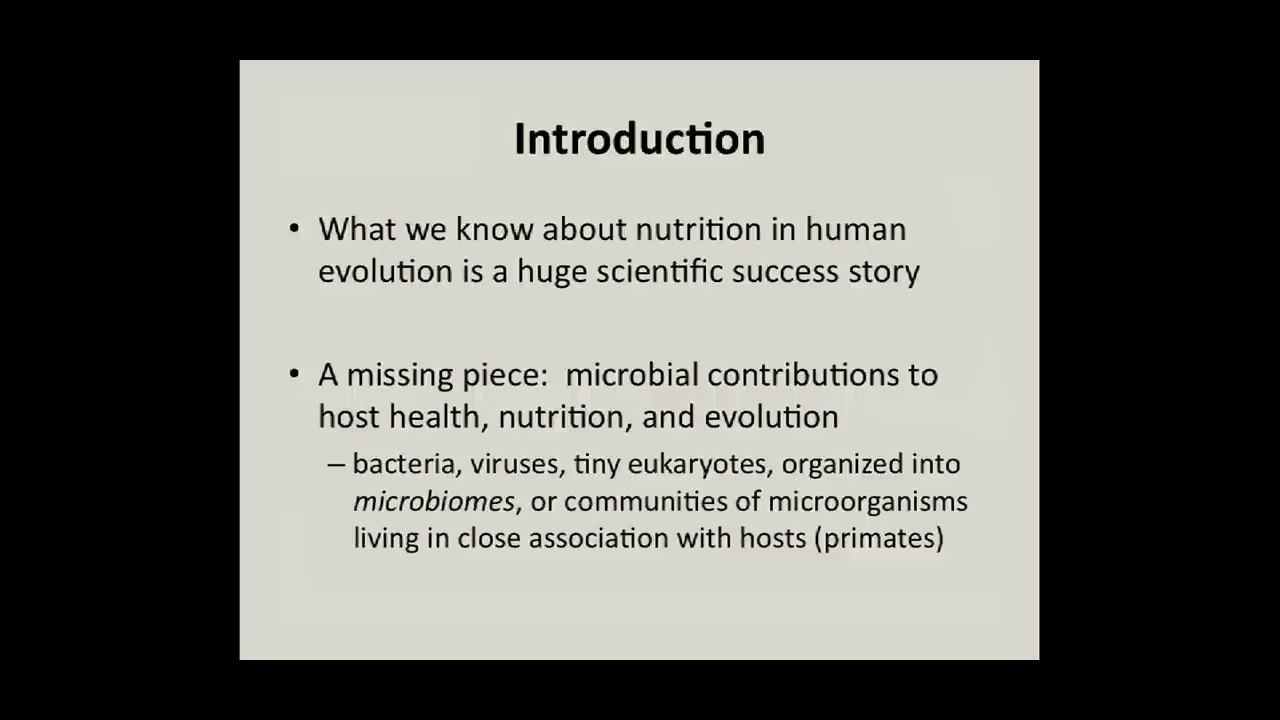 Introduction
• What we know about nutrition in human
evolution is a huge scientific success story
• A missing piece:  microbial contributions to
host health, nutrition, and evolution
– bacteria, viruses, tiny eukaryotes, organized into
microbiomes, or communities of microorganisms
living in close association with hosts (primates)